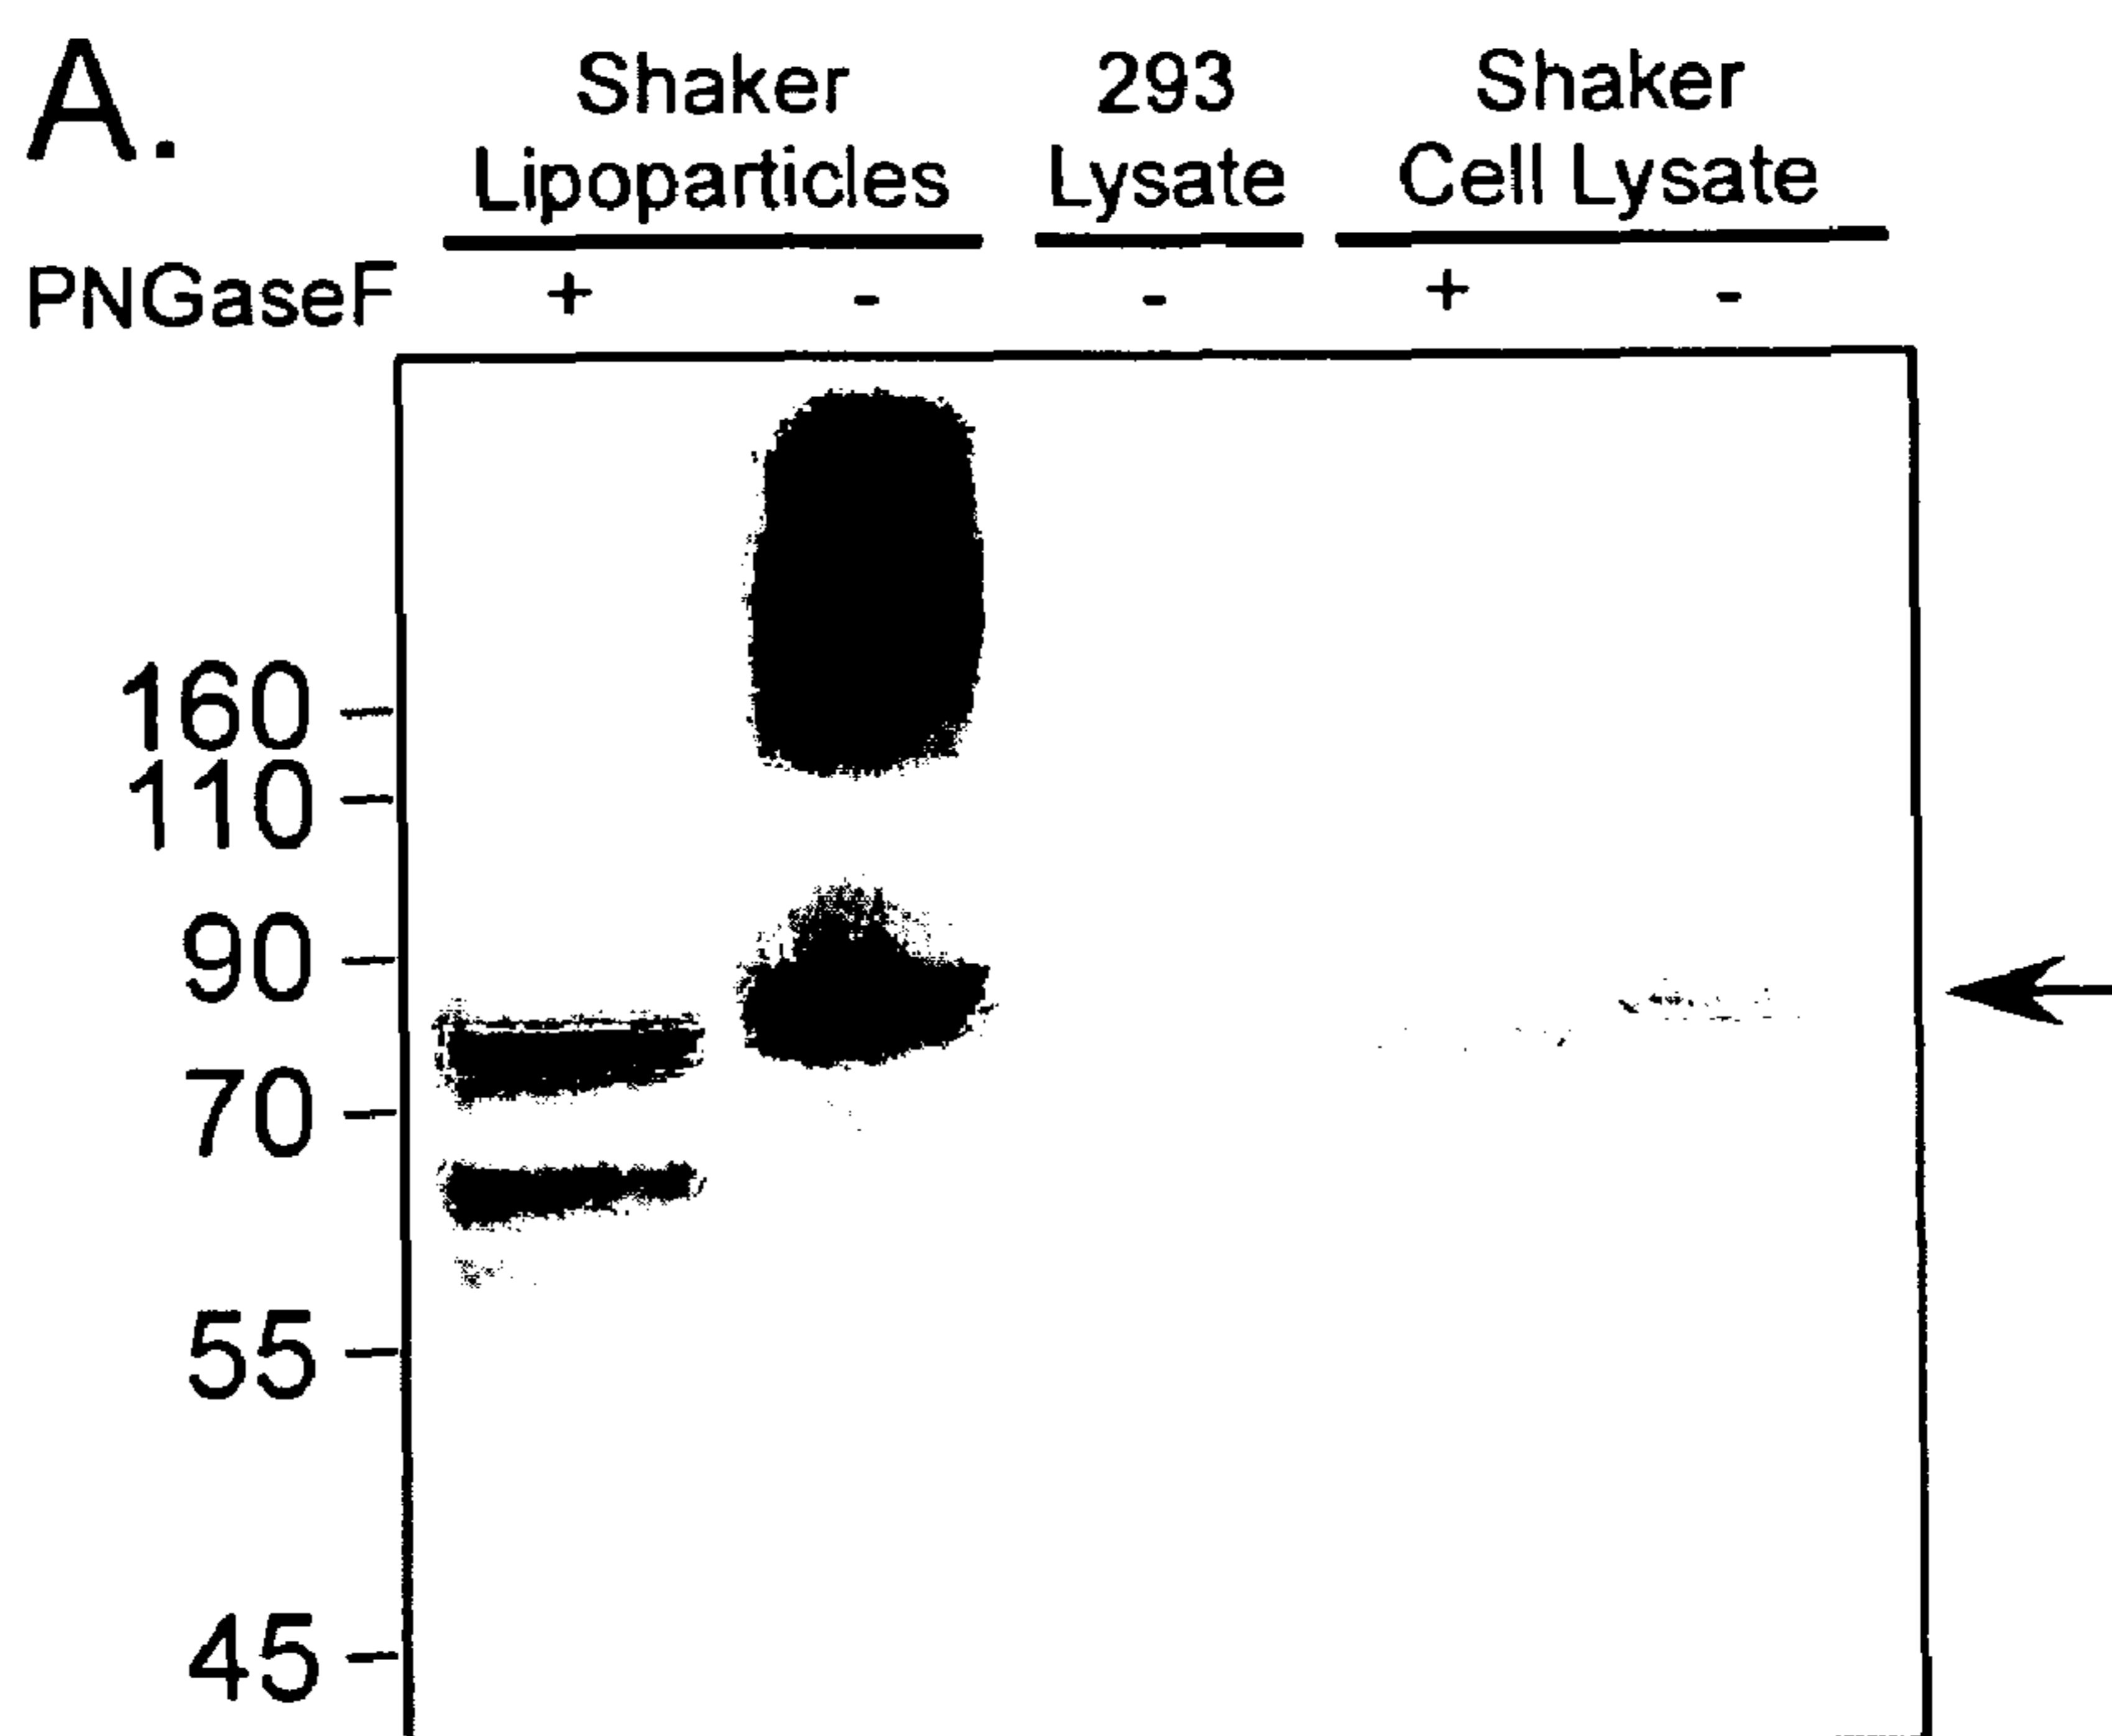 A.
Shaker 293 Shaker
Lipoparticles Lysate Cell Lysate
PNGaseF + - - + -
160
110
90
70
55
45